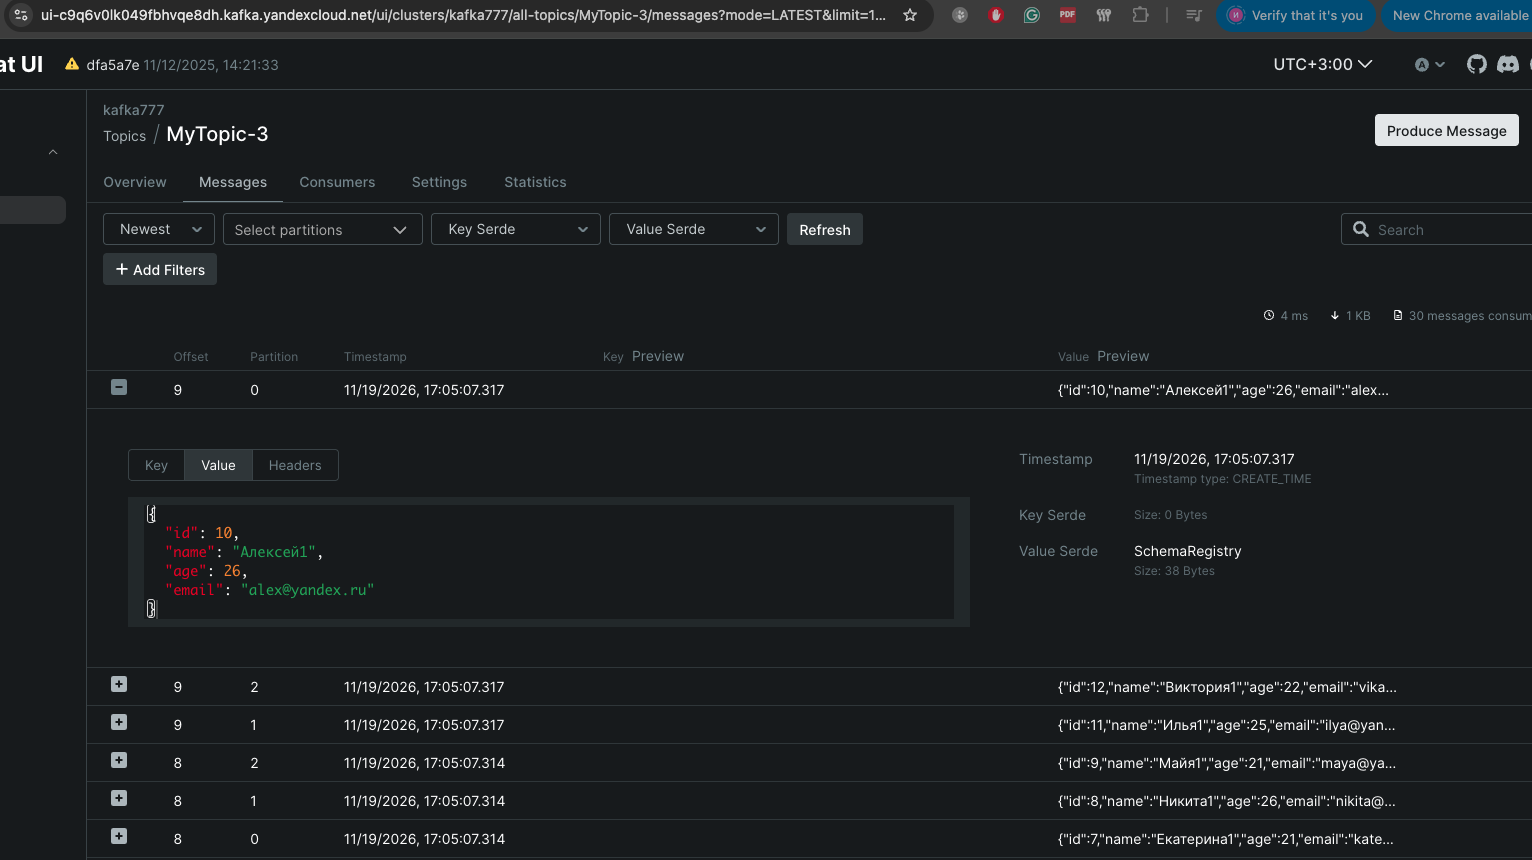 ui-c9q6v0lk049fbhvqe8dh.kafka.yandexcloud.net/ui/clusters/kafka777/all-topics/MyTopic-3/messages?mode=LATEST&limit=1...
PDF
Verify that it's you
New Chrome available
at UI
dfa5a7e 11/12/2025, 14:21:33
UTC+3:00
A
kafka777
Topics / MyTopic-3
Produce Message
Overview Messages Consumers Settings Statistics
Newest Select partitions Key Serde Value Serde Refresh Search
+ Add Filters
4 ms 1 KB 30 messages consum
Offset Partition Timestamp Key Preview Value Preview
9 0 11/19/2026, 17:05:07.317 {"id":10,"name":"Алексей1","age":26,"email":"alex...
Key Value Headers
{
"id": 10,
"name": "Алексей1",
"age": 26,
"email": "alex@yandex.ru"
}
Timestamp 11/19/2026, 17:05:07.317
Timestamp type: CREATE_TIME
Key Serde Size: 0 Bytes
Value Serde SchemaRegistry
Size: 38 Bytes
9 2 11/19/2026, 17:05:07.317 {"id":12,"name":"Виктория1","age":22,"email":"vika...
9 1 11/19/2026, 17:05:07.317 {"id":11,"name":"Илья1","age":25,"email":"ilya@yan...
8 2 11/19/2026, 17:05:07.314 {"id":9,"name":"Майя1","age":21,"email":"maya@ya...
8 1 11/19/2026, 17:05:07.314 {"id":8,"name":"Никита1","age":26,"email":"nikita@...
8 0 11/19/2026, 17:05:07.314 {"id":7,"name":"Екатерина1","age":21,"email":"kate...